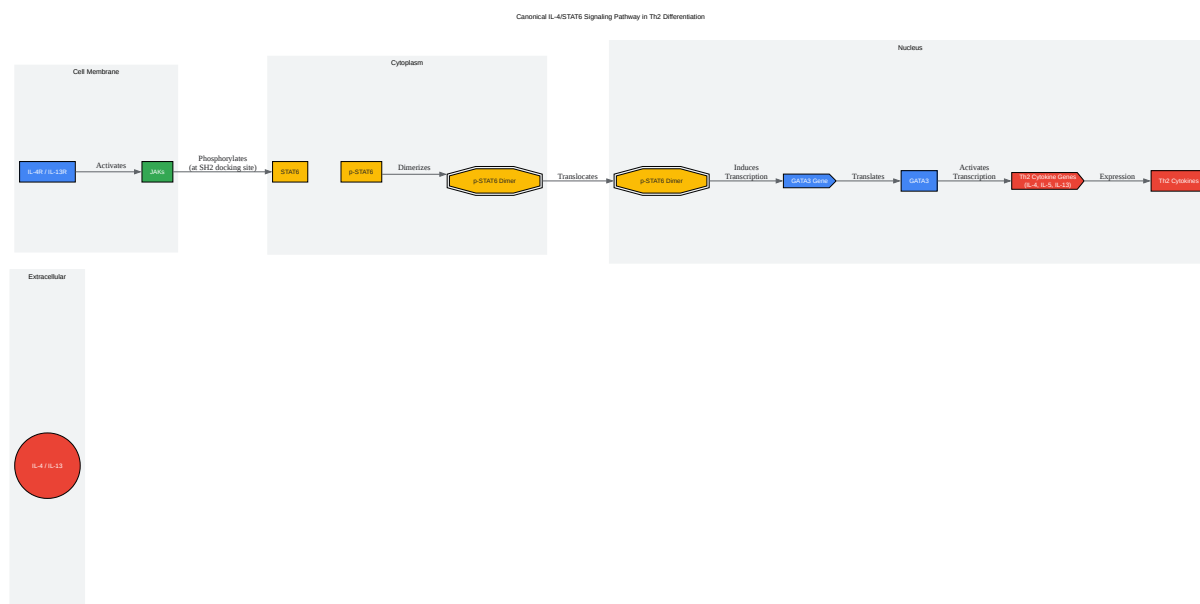 Canonical IL-4/STAT6 Signaling Pathway in Th2 Differentiation
Cell Membrane
IL-4R / IL-13R
Activates
JAKs
Phosphorylates
(at SH2 docking site)
Cytoplasm
STAT6
p-STAT6
Dimerizes
p-STAT6 Dimer
Translocates
Nucleus
p-STAT6 Dimer
Induces
Transcription
GATA3 Gene
Translates
GATA3
Activates
Transcription
Th2 Cytokine Genes
(IL-4, IL-5, IL-13)
Expression
Th2 Cytokines
Extracellular
IL-4 / IL-13